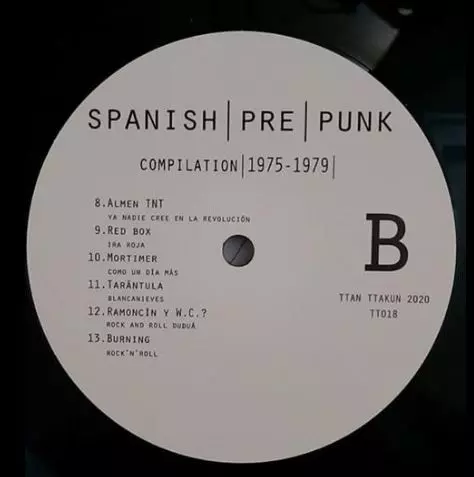 SPANISH|PRE|PUNK
COMPILATION|1975-1979|
8.ALMEN TNT
YA NADIE CREE EN LA REVOLUCIÓN
9.RED BOX
IRA ROJA
10.MORTIMER
COMO UN DÍA MÁS
11.TARÁNTULA
BLANCANIEVES
12.RAMONCÍN Y W.C.?
ROCK AND ROLL DUDUÁ
13.BURNING
ROCK'N'ROLL
B
TTAN TTAKUN 2020
TT018